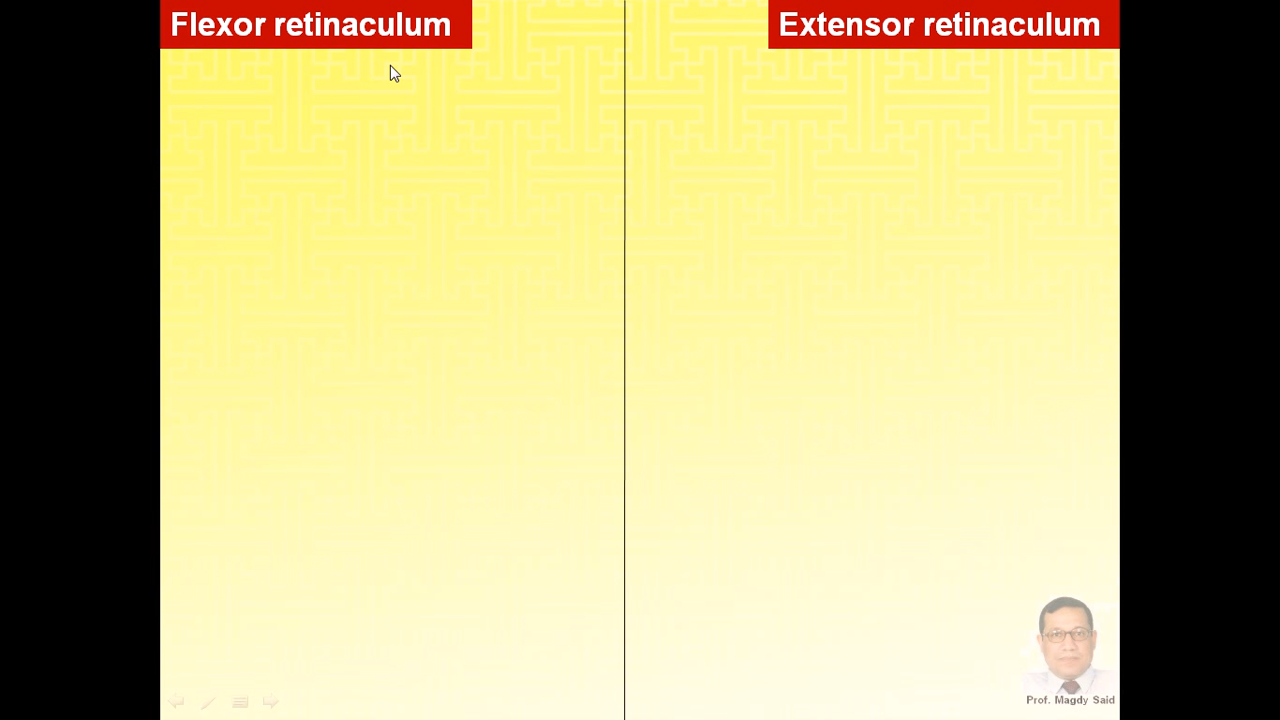 Flexor retinaculum
Extensor retinaculum
Prof. Magdy Said